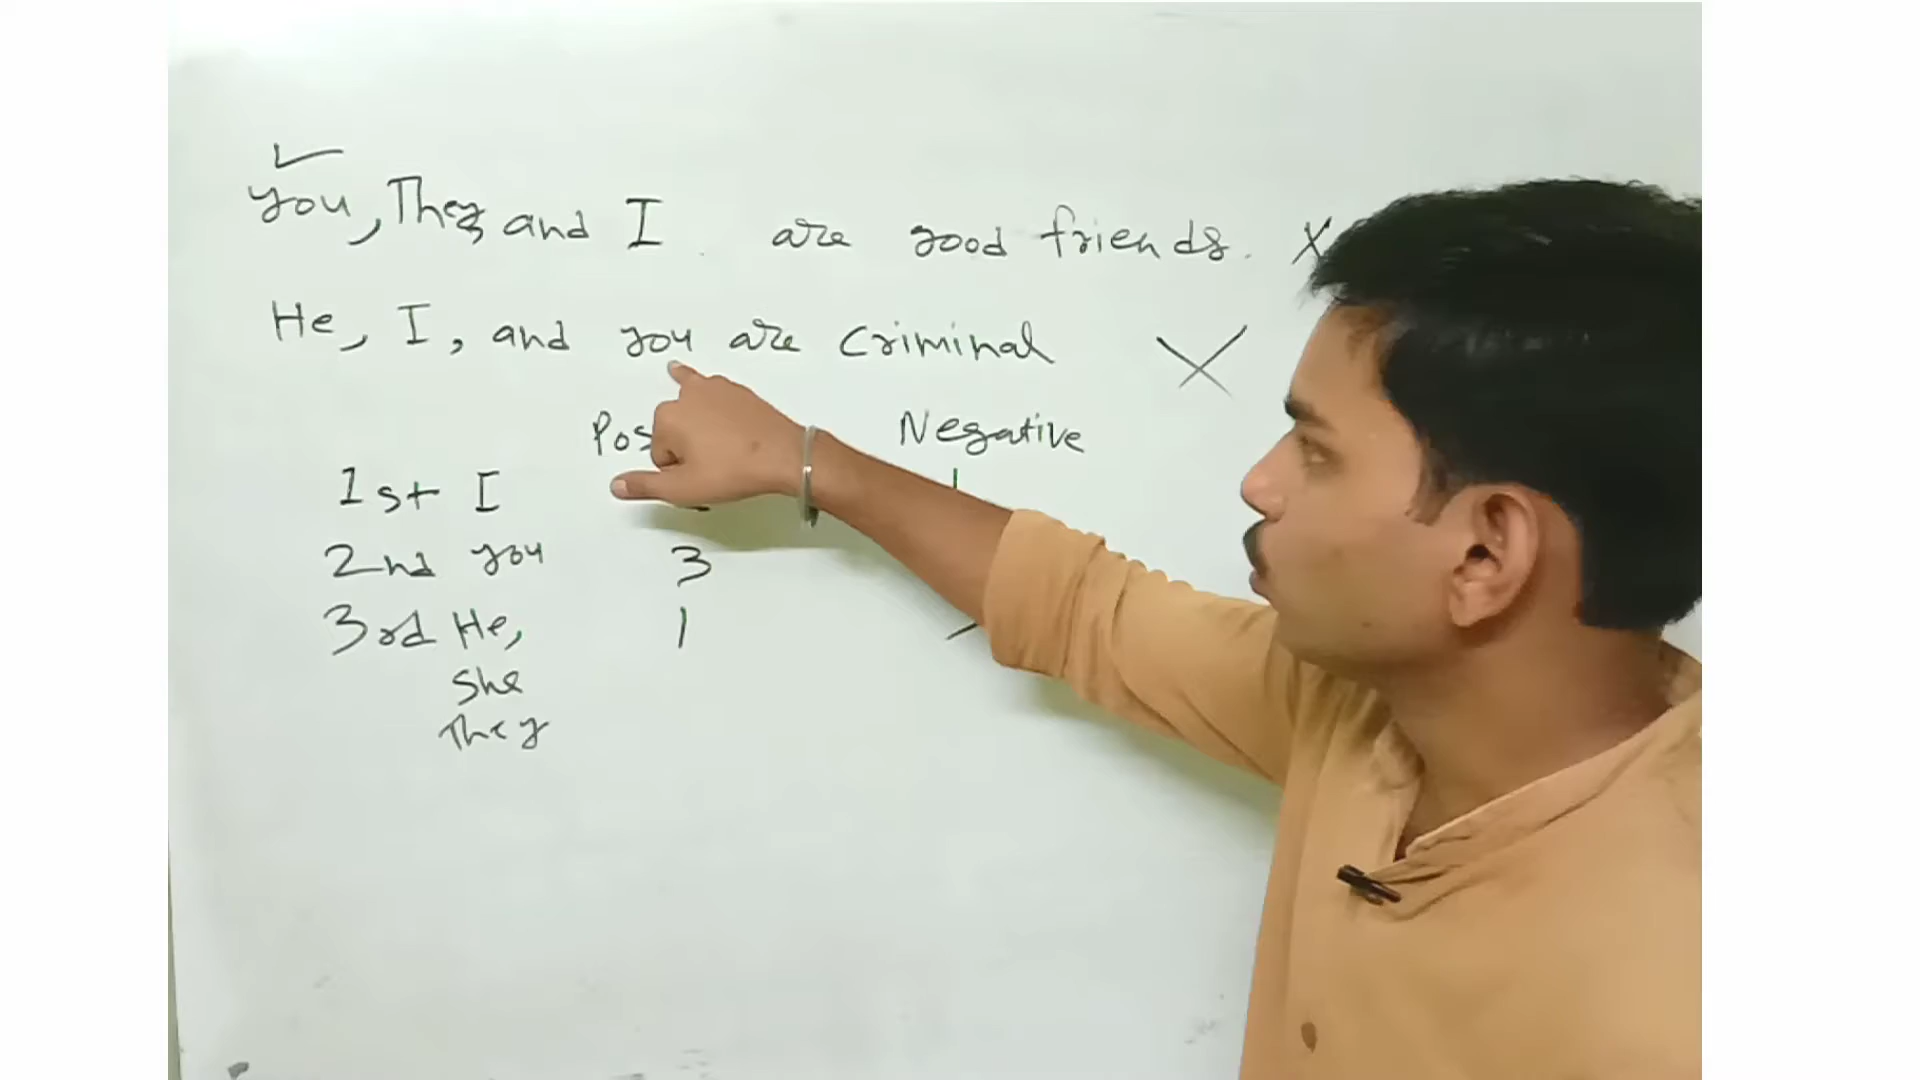 you, They and I are good friends. X
He, I, and you are Criminal X
Pos Negative
1st I
2nd you 3
3rd He, 1
she
They